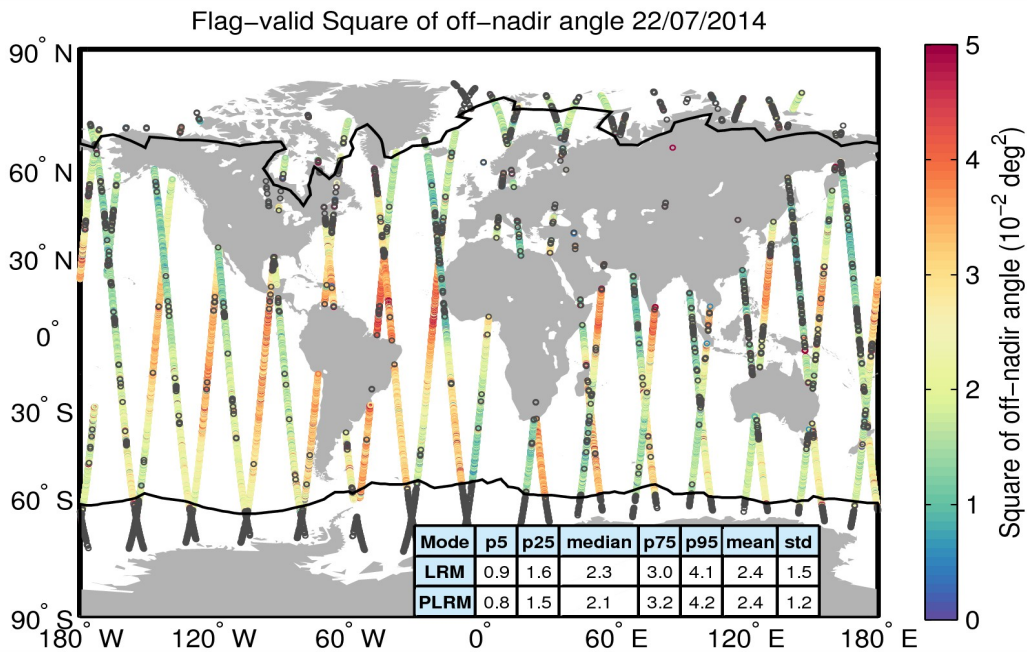 Flag−valid Square of off−nadir angle 22/07/2014
90° N
60° N
30° N
0°
30° S
60° S
90° S
180° W
120° W
60° W
0°
60° E
120° E
180° E
Mode p5 p25 median p75 p95 mean std
LRM 0.9 1.6 2.3 3.0 4.1 2.4 1.5
PLRM 0.8 1.5 2.1 3.2 4.2 2.4 1.2
5
4
3
2
1
0
Square of off−nadir angle (10⁻² deg²)